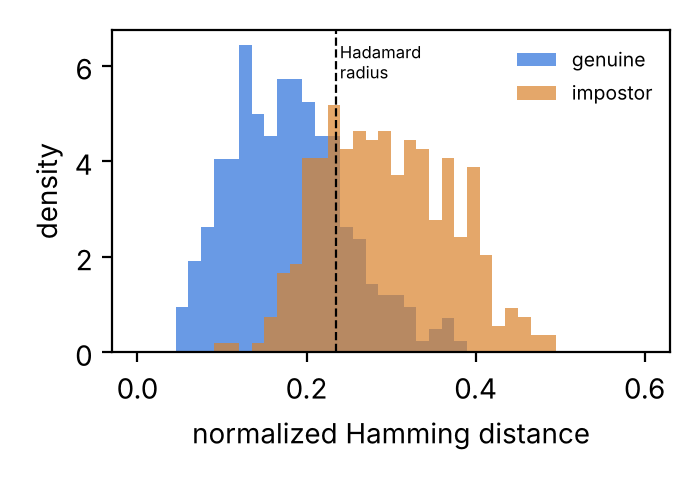 Hadamard
radius
genuine
impostor
6
4
2
0
density
0.0
0.2
0.4
0.6
normalized Hamming distance